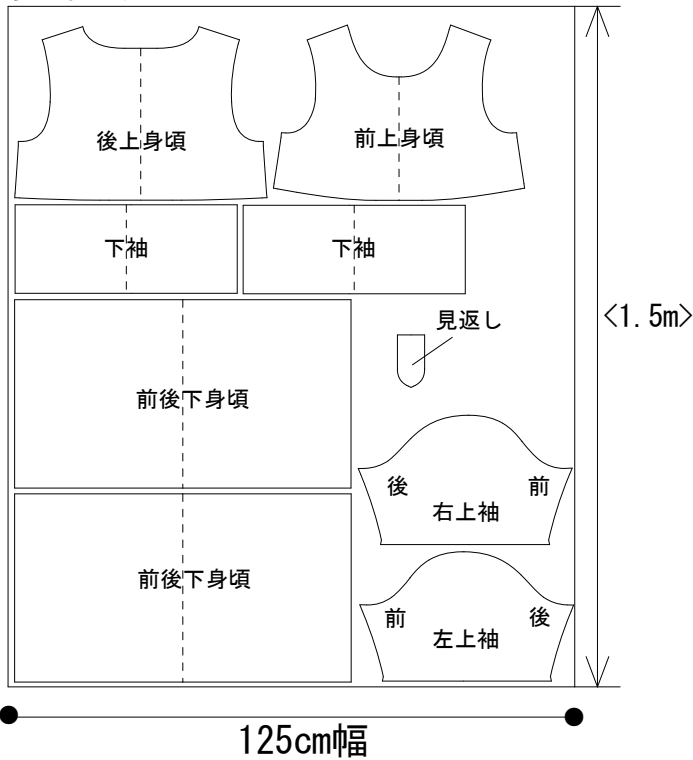 後上身頃
前上身頃
下袖
下袖
見返し
<1.5m>
前後下身頃
後
前
右上袖
前後下身頃
前
後
左上袖
125cm幅